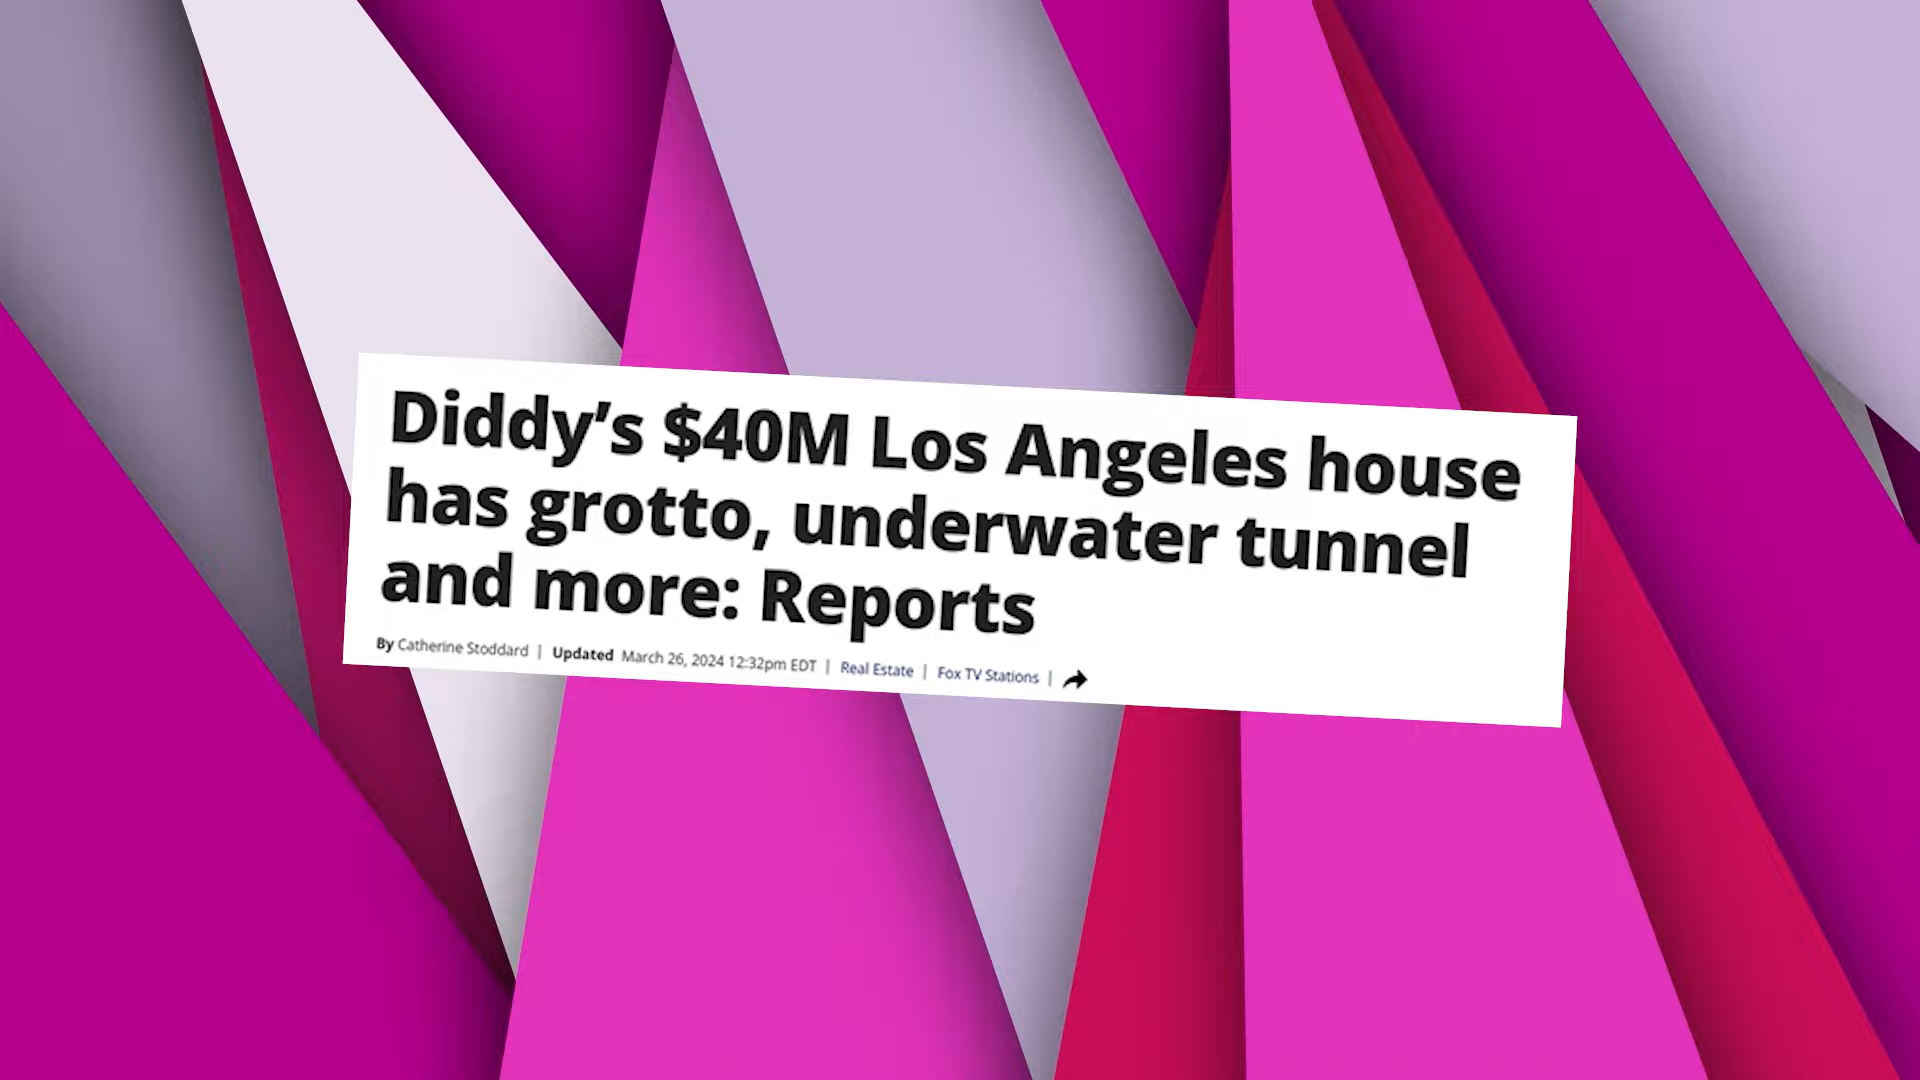 Diddy’s $40M Los Angeles house
has grotto, underwater tunnel
and more: Reports
By Catherine Stoddard | Updated March 26, 2024 12:32pm EDT | Real Estate | Fox TV Stations |